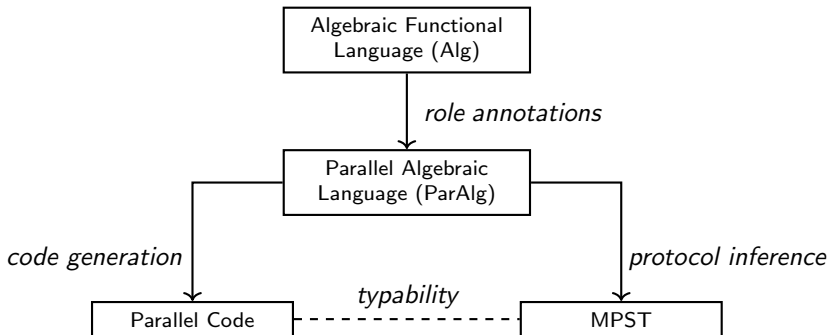 Algebraic Functional
Language (Alg)
role annotations
Parallel Algebraic
Language (ParAlg)
code generation
protocol inference
typability
Parallel Code
MPST